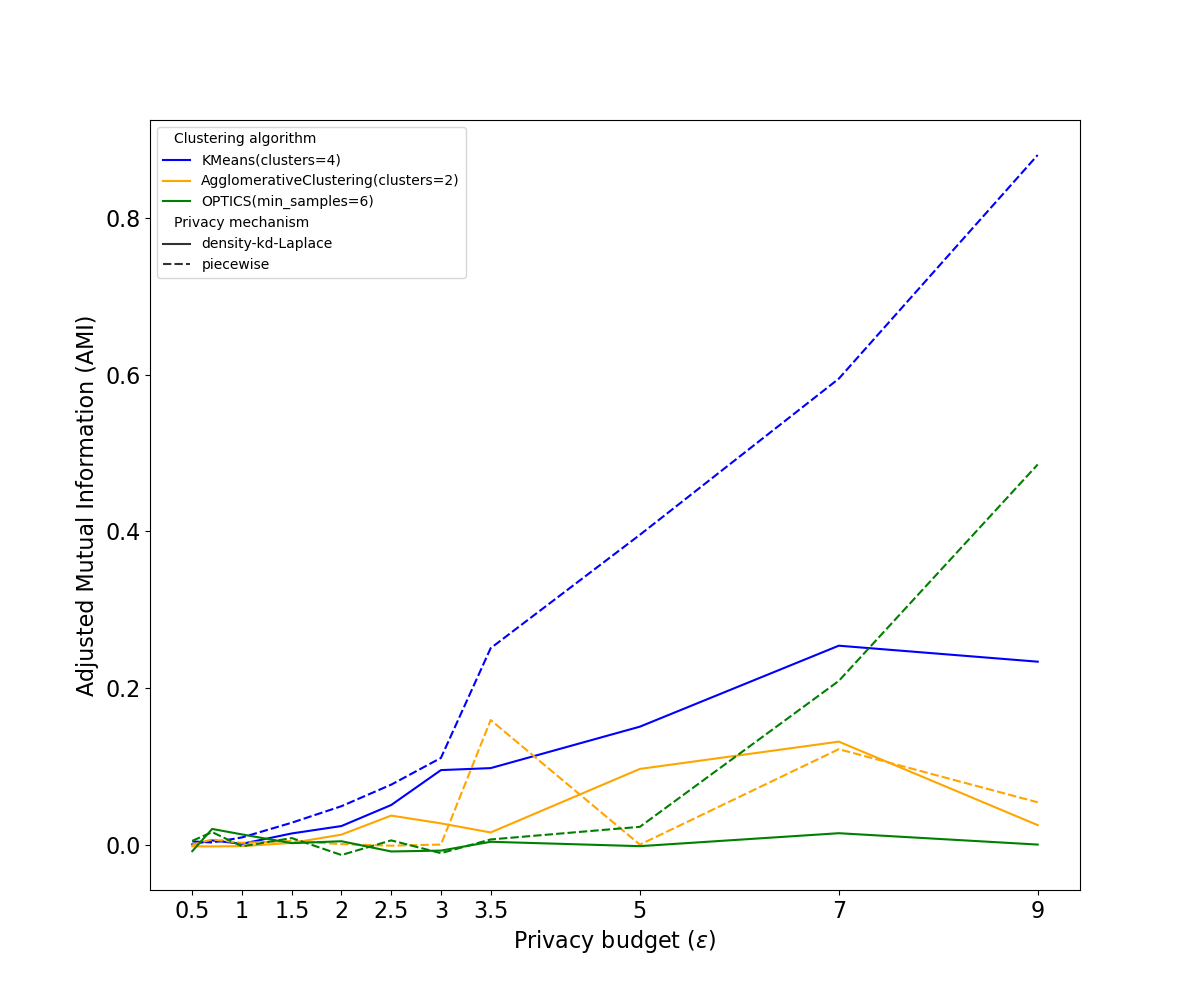 Clustering algorithm
KMeans(clusters=4)
AgglomerativeClustering(clusters=2)
OPTICS(min_samples=6)
Privacy mechanism
density-kd-Laplace
piecewise
0.8
0.6
0.4
0.2
0.0
Adjusted Mutual Information (AMI)
0.5 1 1.5 2 2.5 3 3.5 5 7 9
Privacy budget (ε)